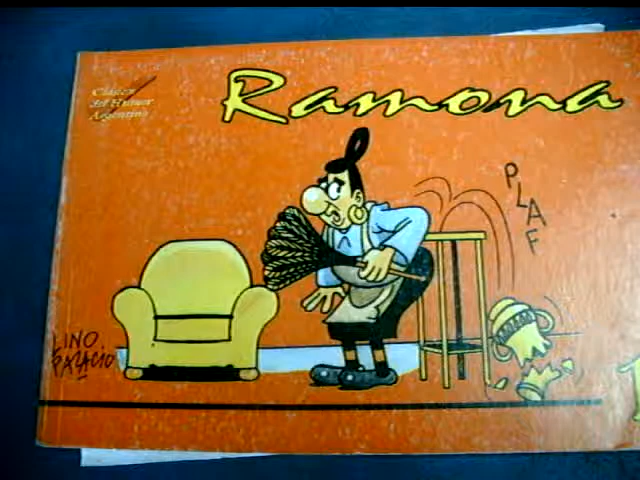 Clásicos
del Humor
Argentino
Ramona
PLAF
LINO
PALACIO